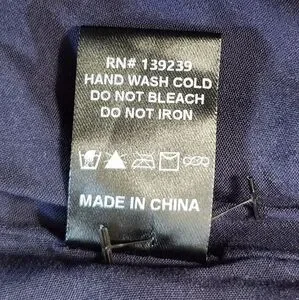 RN# 139239
HAND WASH COLD
DO NOT BLEACH
DO NOT IRON
MADE IN CHINA